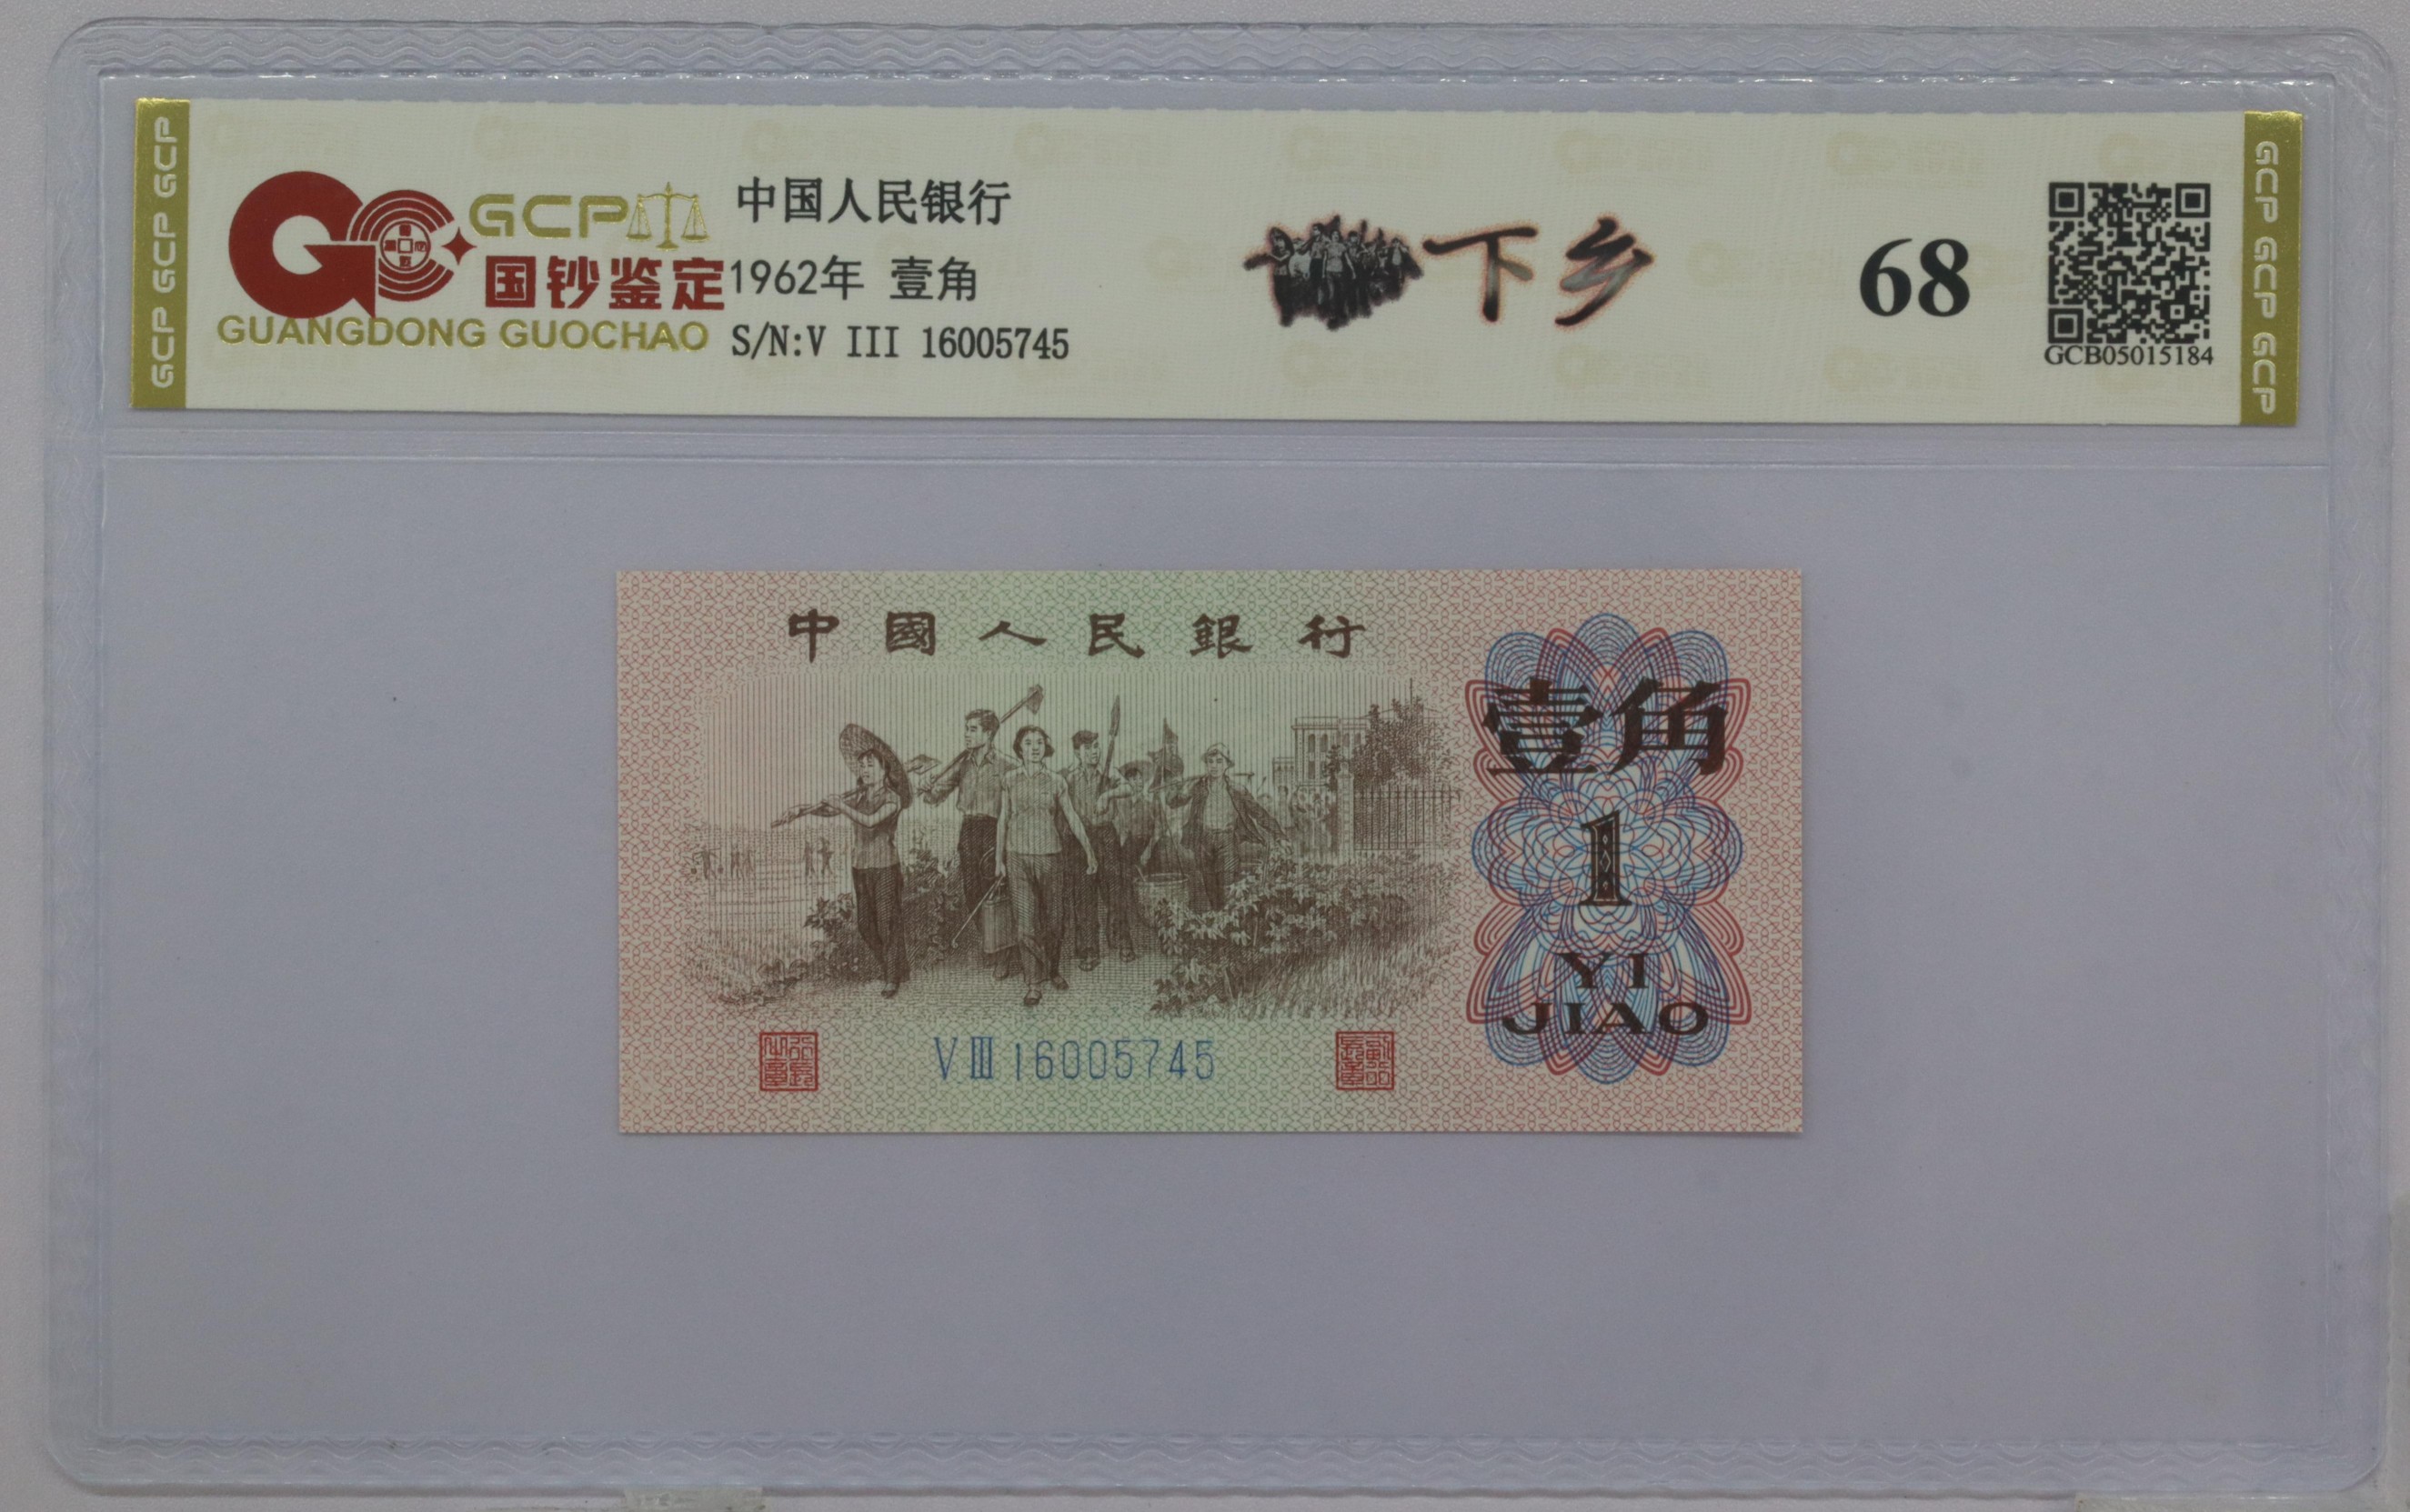 GCP GCP GCP
GCP
国钞鉴定
GUANGDONG GUOCHAO
中国人民银行
1962年 壹角
S/N:V III 16005745
下乡
68
GCB05015184
GCP GCP GCP
中國人民銀行
壹角
1
YI
JIAO
V III 16005745